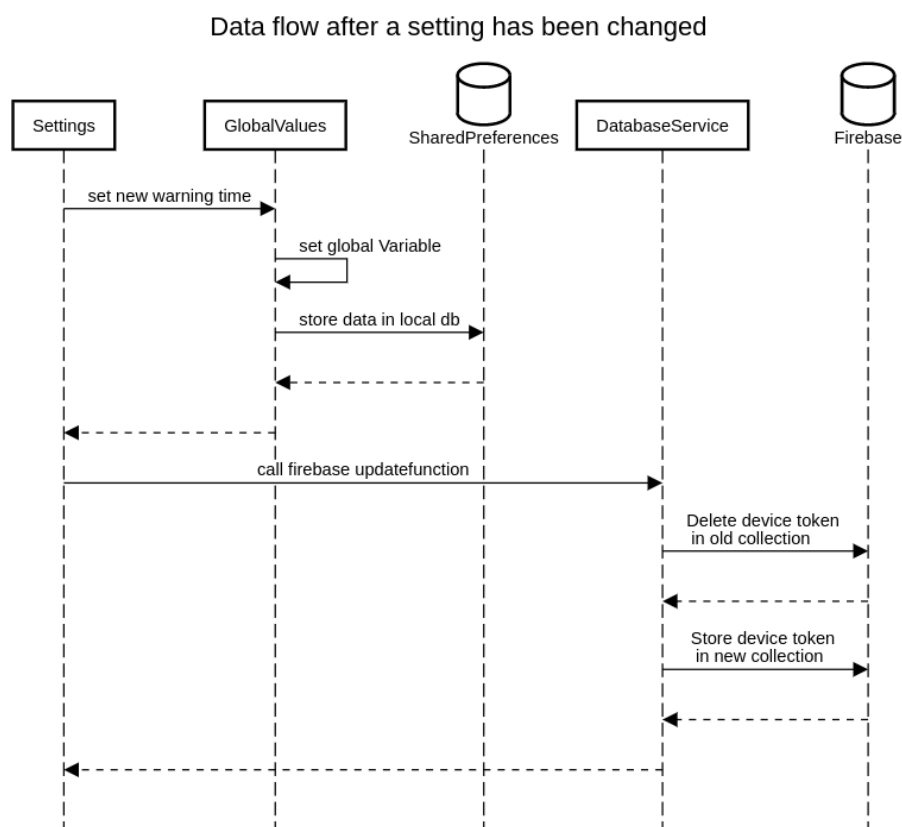 Data flow after a setting has been changed
Settings
GlobalValues
SharedPreferences
DatabaseService
Firebase
set new warning time
set global Variable
store data in local db
call firebase updatefunction
Delete device token
in old collection
Store device token
in new collection